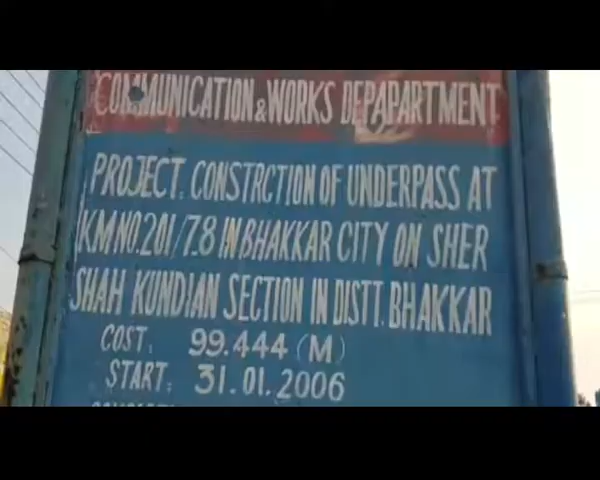 COMMUNICATION & WORKS DEPAPARTMENT
PROJECT: CONSTRCTION OF UNDERPASS AT
KM NO. 201/7.8 IN BHAKKAR CITY ON SHER
SHAH KUNDIAN SECTION IN DISTT. BHAKKAR
COST: 99.444 (M)
START: 31.01.2006